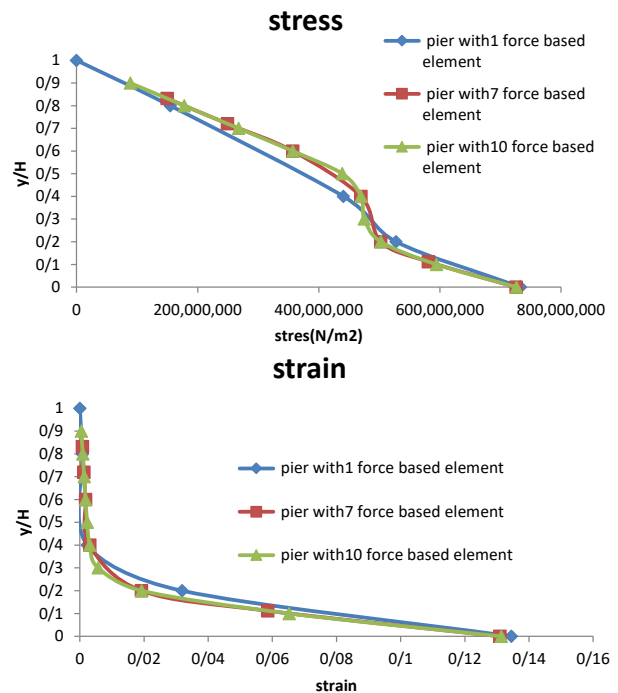 stress
pier with1 force based
element
pier with7 force based
element
pier with10 force based
element
1
0/9
0/8
0/7
0/6
0/5
0/4
0/3
0/2
0/1
0
y/H
0
200,000,000
400,000,000
600,000,000
800,000,000
stres(N/m2)
strain
1
0/9
0/8
0/7
0/6
0/5
0/4
0/3
0/2
0/1
0
y/H
pier with1 force based element
pier with7 force based element
pier with10 force based element
0
0/02
0/04
0/06
0/08
0/1
0/12
0/14
0/16
strain